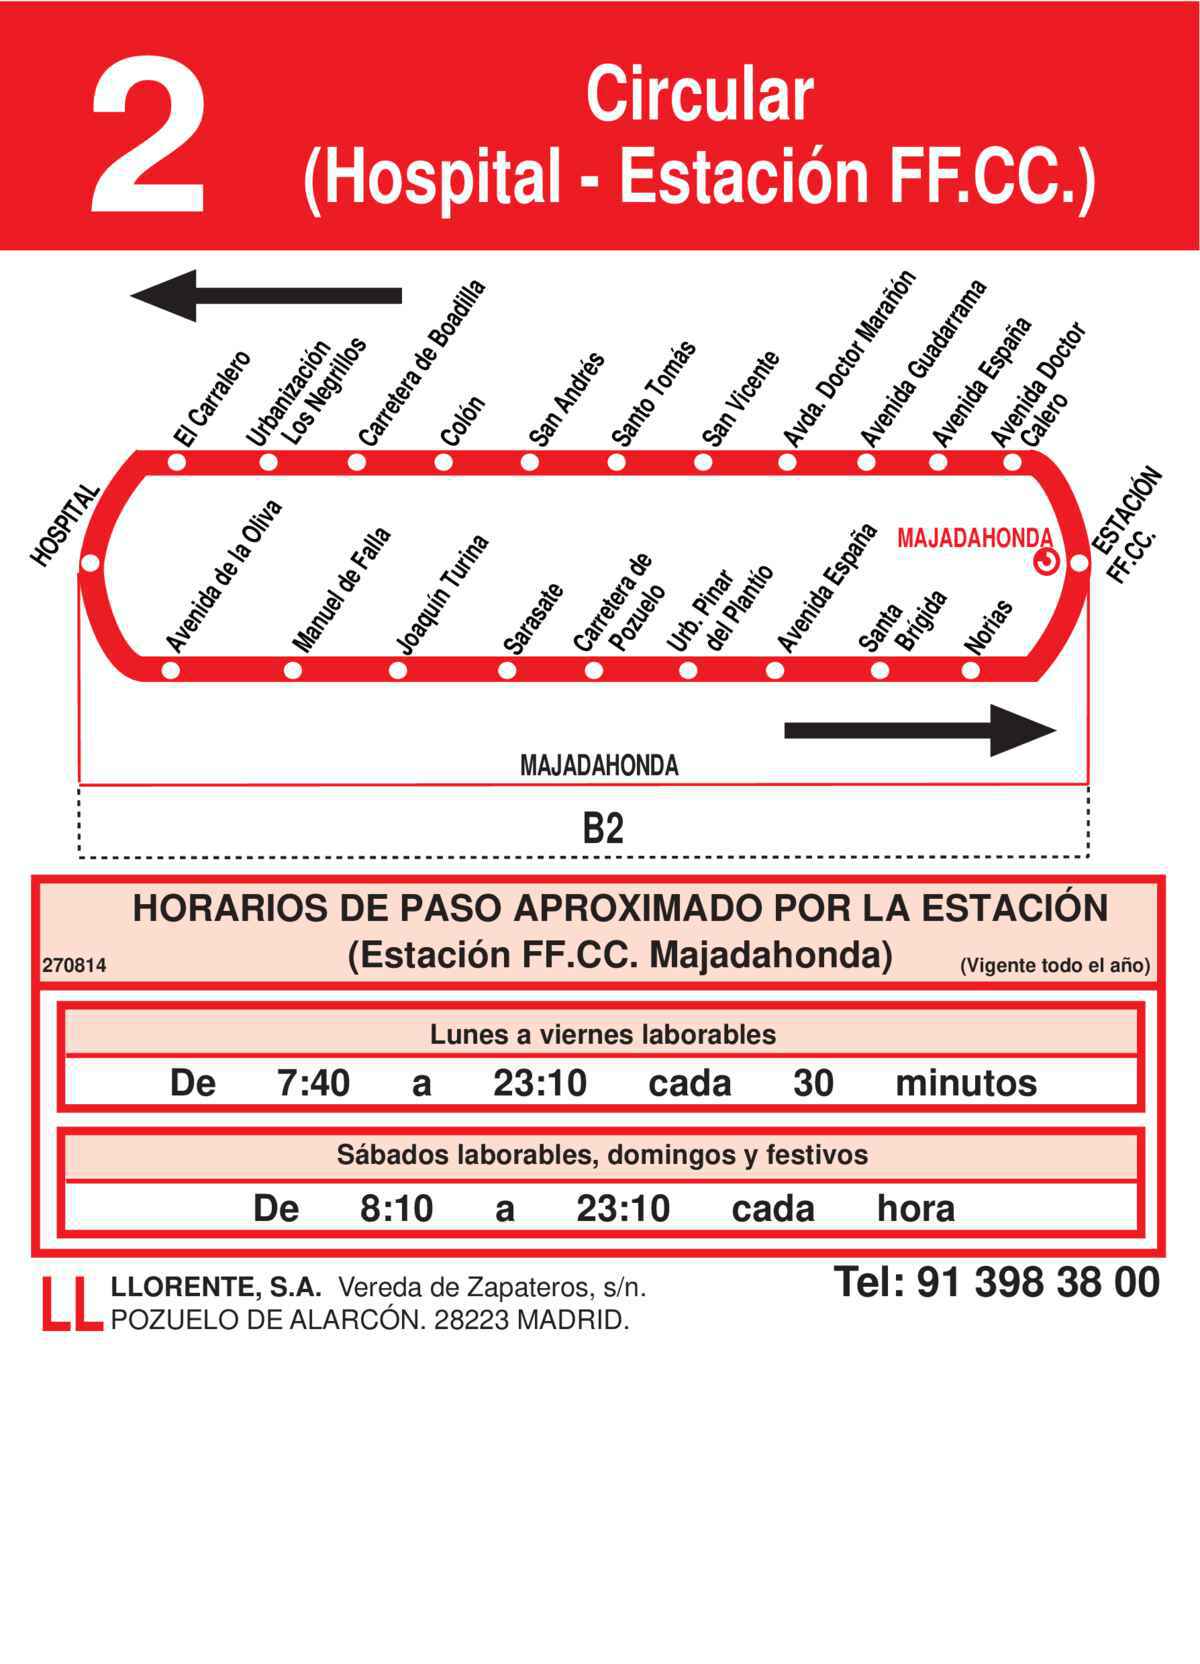 2
Circular
(Hospital - Estación FF.CC.)
El Carralero
Urbanización
Los Negrillos
Carretera de Boadilla
Colón
San Andrés
Santo Tomás
San Vicente
Avda. Doctor Marañón
Avenida Guadarrama
Avenida España
Avenida Doctor
Calero
HOSPITAL
ESTACIÓN
FF.CC.
MAJADAHONDA
Avenida de la Oliva
Manuel de Falla
Joaquín Turina
Sarasate
Carretera de
Pozuelo
Urb. Pinar
del Plantío
Avenida España
Santa
Brígida
Norias
MAJADAHONDA
B2
HORARIOS DE PASO APROXIMADO POR LA ESTACIÓN
(Estación FF.CC. Majadahonda)
270814
(Vigente todo el año)
Lunes a viernes laborables
De 7:40 a 23:10 cada 30 minutos
Sábados laborables, domingos y festivos
De 8:10 a 23:10 cada hora
LL
LLORENTE, S.A. Vereda de Zapateros, s/n.
POZUELO DE ALARCÓN. 28223 MADRID.
Tel: 91 398 38 00